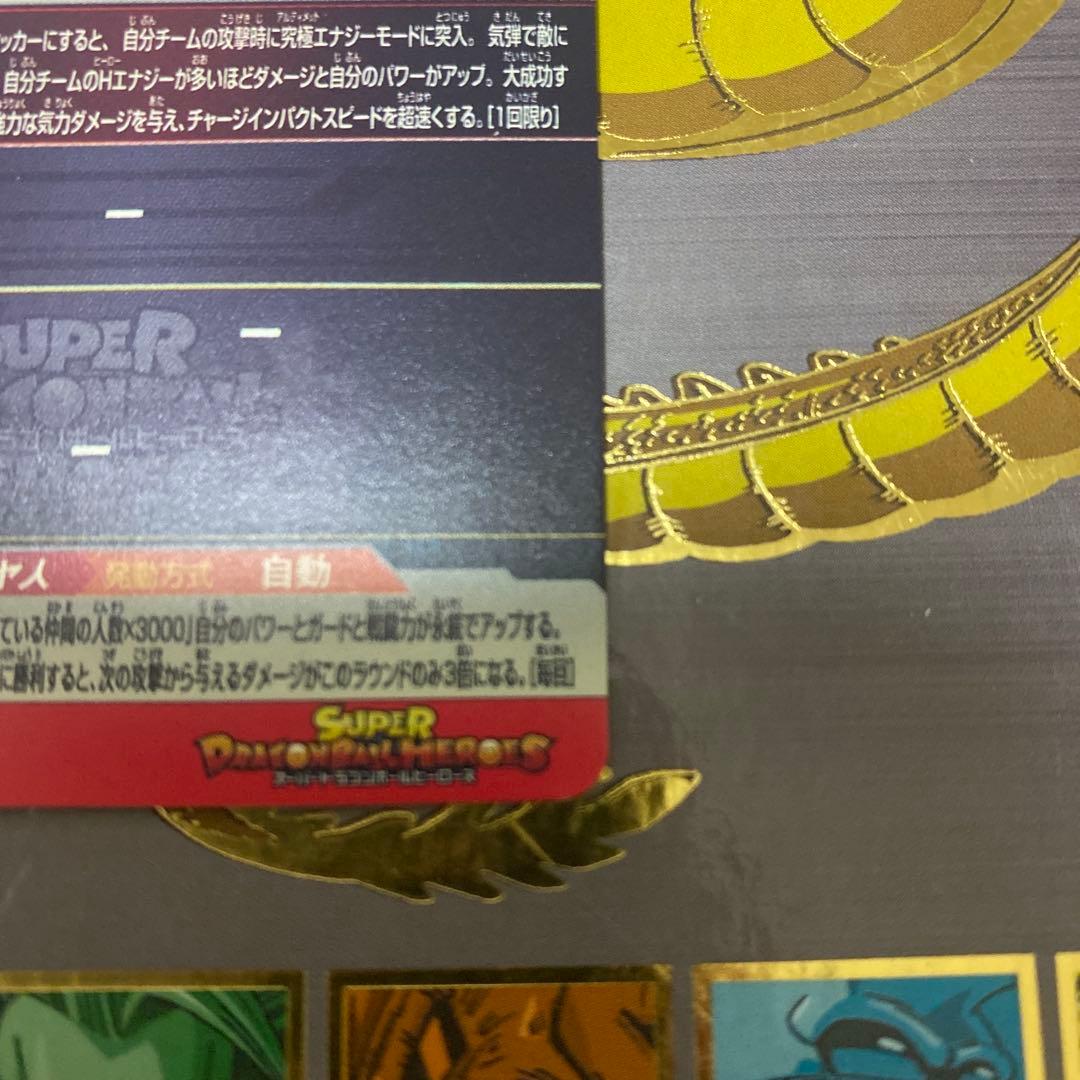 ッカーにすると、自分チームの攻撃時に究極エナジーモードに突入。気弾で敵に
自分チームのHエナジーが多いほどダメージと自分のパワーがアップ。大成功す
力な気力ダメージを与え、チャージインパクトスピードを超速くする。[1回限り]
SUPER
DRAGONBALL
ヤ人 発動方式 自動
ている仲間の人数×3000」自分のパワーとガードと戦闘力が永続でアップする。
に勝利すると、次の攻撃から与えるダメージがこのラウンドのみ3倍になる。[毎回]
SUPER
DRAGONBALL HEROES
スーパードラゴンボールヒーローズ